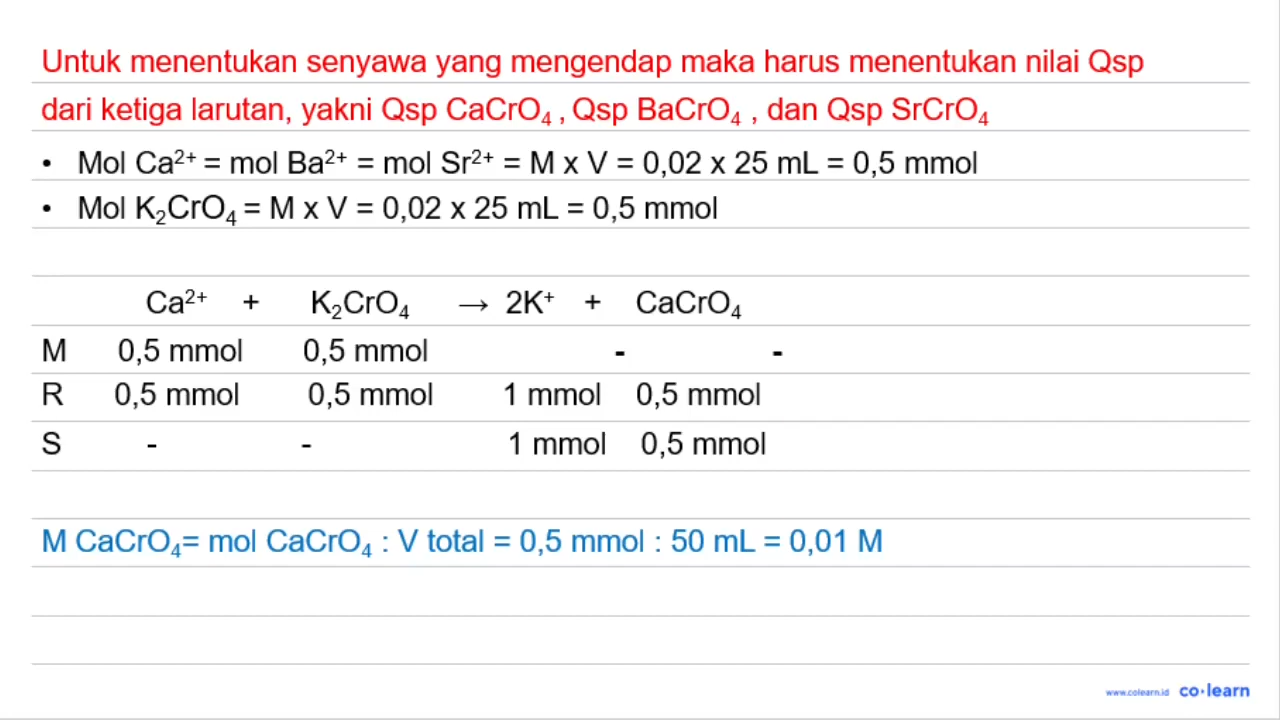 Untuk menentukan senyawa yang mengendap maka harus menentukan nilai Qsp
dari ketiga larutan, yakni Qsp CaCrO₄ , Qsp BaCrO₄ , dan Qsp SrCrO₄
• Mol Ca²⁺ = mol Ba²⁺ = mol Sr²⁺ = M x V = 0,02 x 25 mL = 0,5 mmol
• Mol K₂CrO₄ = M x V = 0,02 x 25 mL = 0,5 mmol
Ca²⁺ + K₂CrO₄ → 2K⁺ + CaCrO₄
M 0,5 mmol 0,5 mmol - -
R 0,5 mmol 0,5 mmol 1 mmol 0,5 mmol
S - - 1 mmol 0,5 mmol
M CaCrO₄= mol CaCrO₄ : V total = 0,5 mmol : 50 mL = 0,01 M
www.colearn.id co·learn